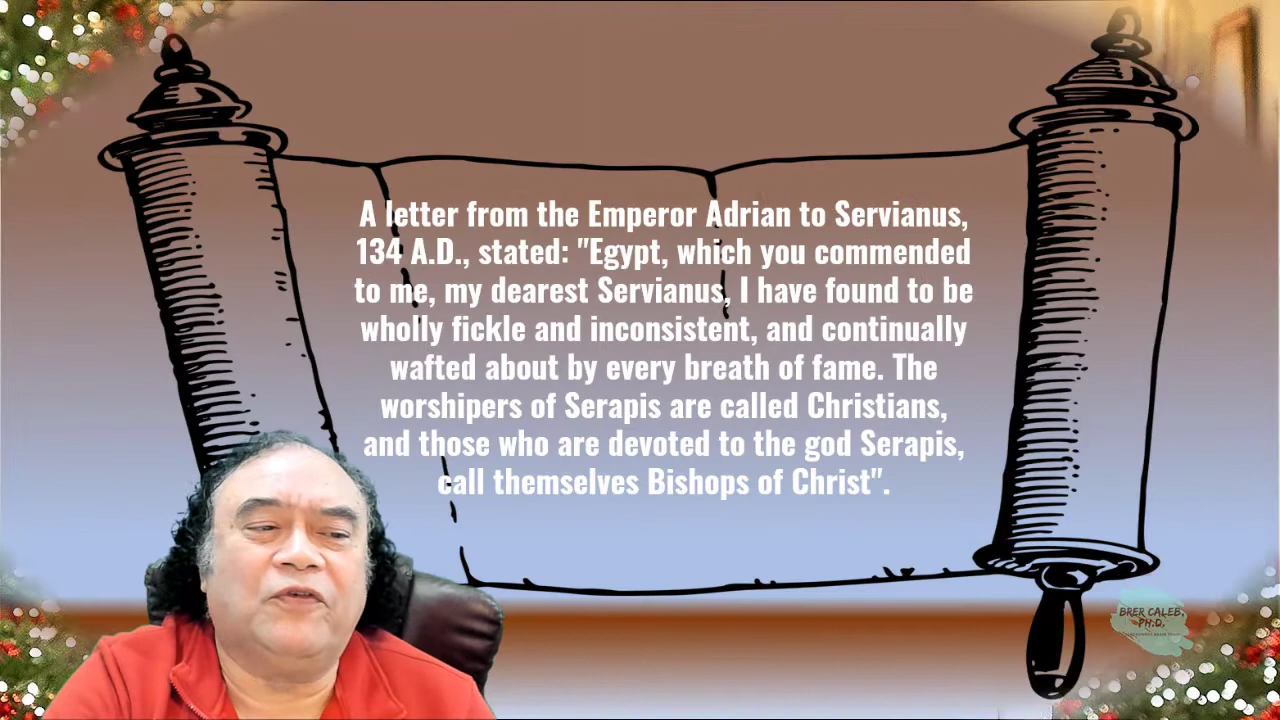 A letter from the Emperor Adrian to Servianus,
134 A.D., stated: "Egypt, which you commended
to me, my dearest Servianus, I have found to be
wholly fickle and inconsistent, and continually
wafted about by every breath of fame. The
worshipers of Serapis are called Christians,
and those who are devoted to the god Serapis,
call themselves Bishops of Christ".
BRER CALEB,
PH.D.